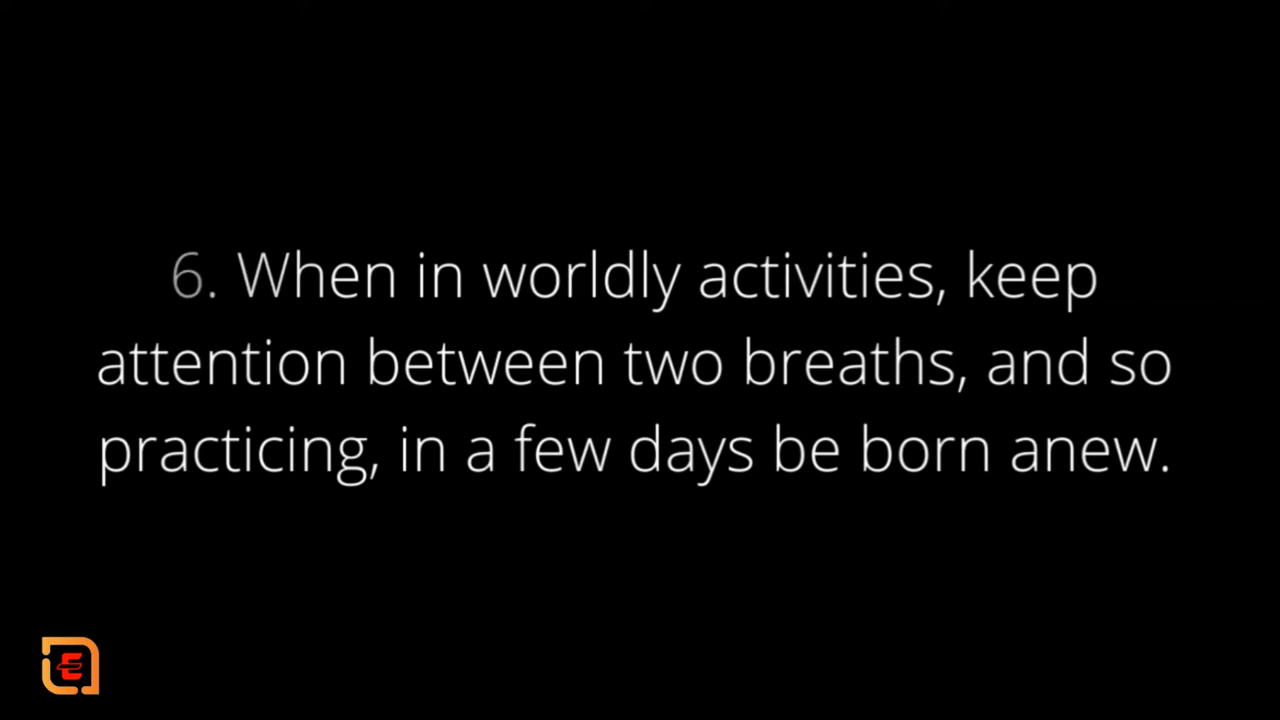 6. When in worldly activities, keep
attention between two breaths, and so
practicing, in a few days be born anew.
E